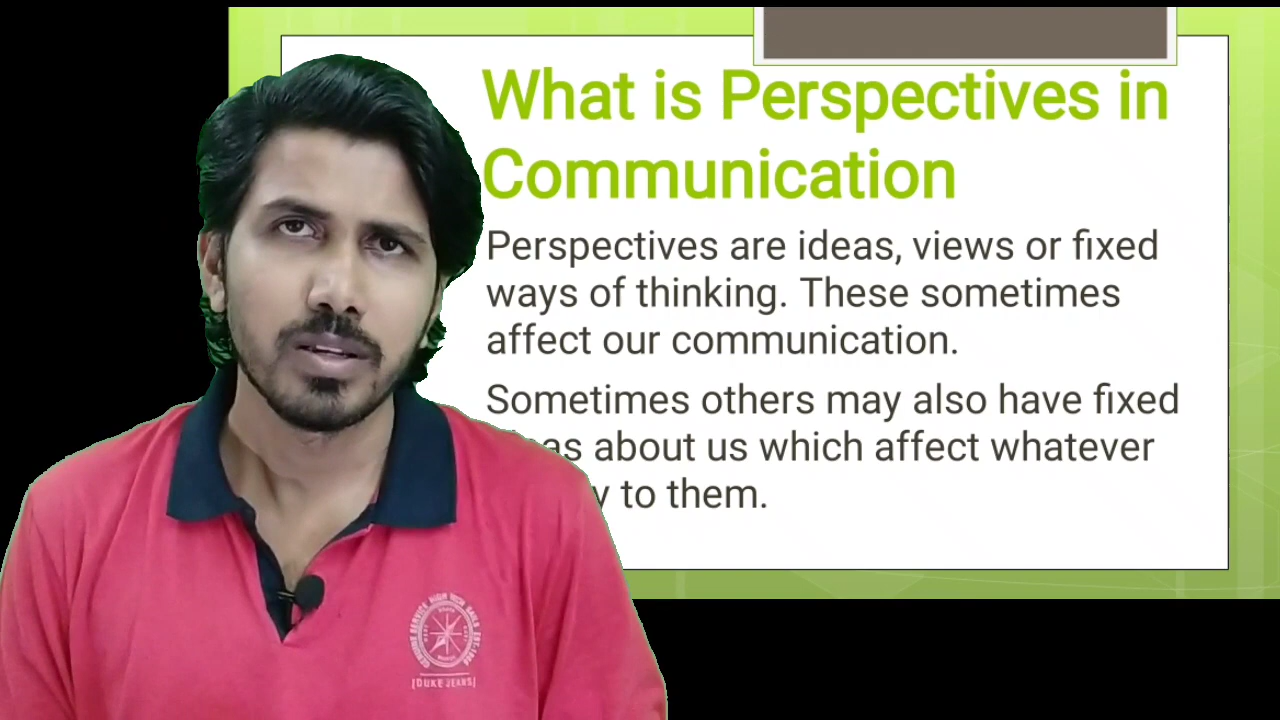 What is Perspectives in
Communication
Perspectives are ideas, views or fixed
ways of thinking. These sometimes
affect our communication.
Sometimes others may also have fixed
about us which affect whatever
to them.
DUKE JEANS